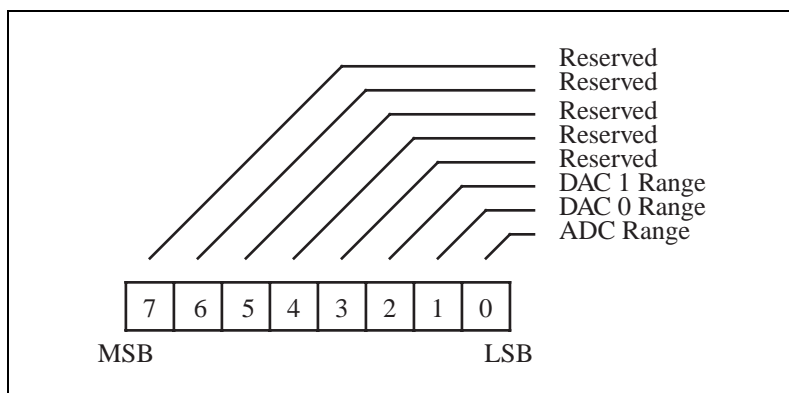 Reserved
Reserved
Reserved
Reserved
Reserved
DAC 1 Range
DAC 0 Range
ADC Range
7 6 5 4 3 2 1 0
MSB LSB